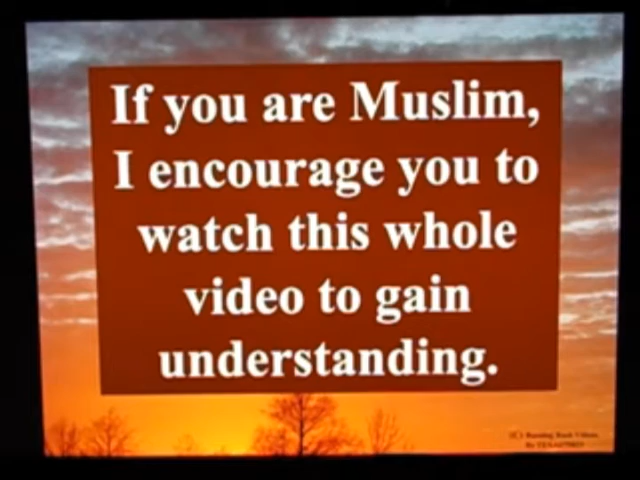 If you are Muslim,
I encourage you to
watch this whole
video to gain
understanding.